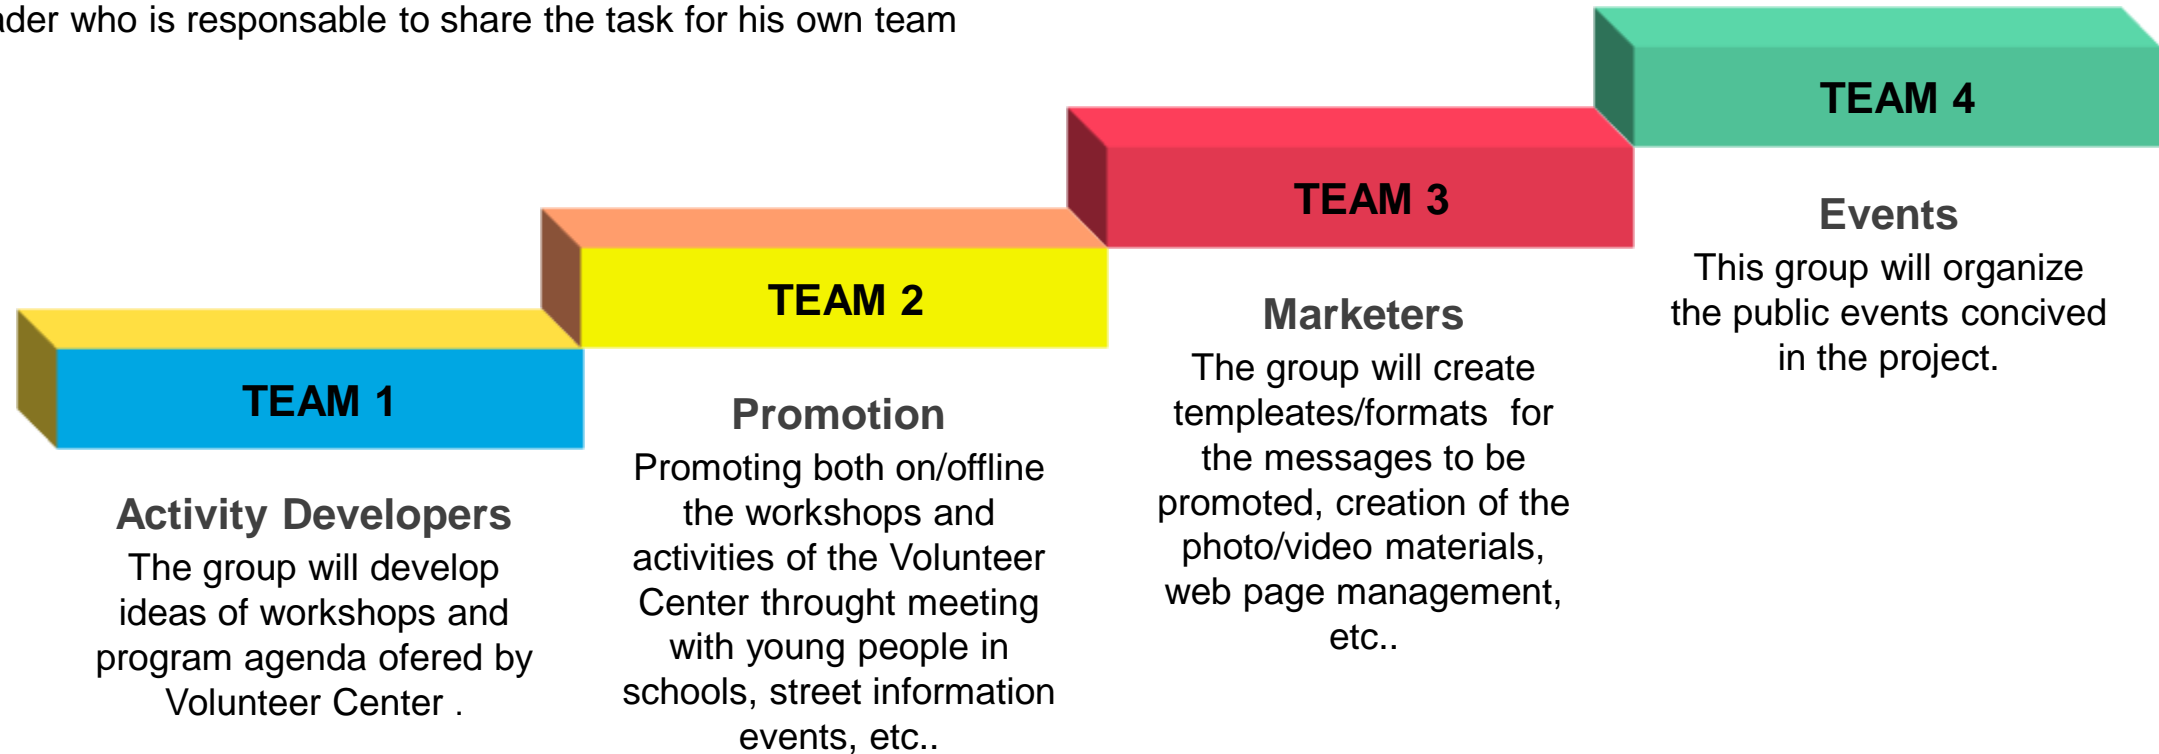 who is responsable to share the task for his own team
TEAM 1
Activity Developers
The group will develop
ideas of workshops and
program agenda ofered by
Volunteer Center .
TEAM 2
Promotion
Promoting both on/offline
the workshops and
activities of the Volunteer
Center throught meeting
with young people in
schools, street information
events, etc..
TEAM 3
Marketers
The group will create
templeates/formats for
the messages to be
promoted, creation of the
photo/video materials,
web page management,
etc..
TEAM 4
Events
This group will organize
the public events concived
in the project.